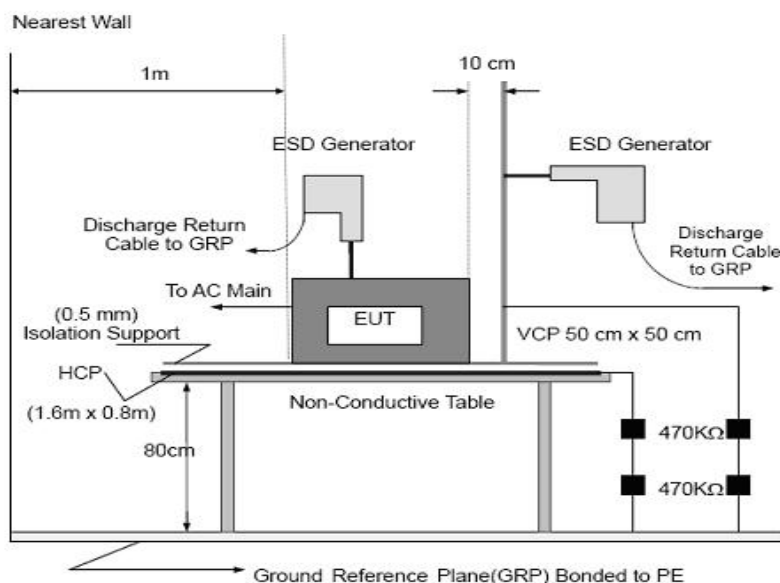 Nearest Wall
1m
10 cm
ESD Generator
ESD Generator
Discharge Return
Cable to GRP
Discharge
Return Cable
to GRP
To AC Main
(0.5 mm)
Isolation Support
EUT
VCP 50 cm x 50 cm
HCP
(1.6m x 0.8m)
Non-Conductive Table
80cm
470KΩ
470KΩ
Ground Reference Plane(GRP) Bonded to PE